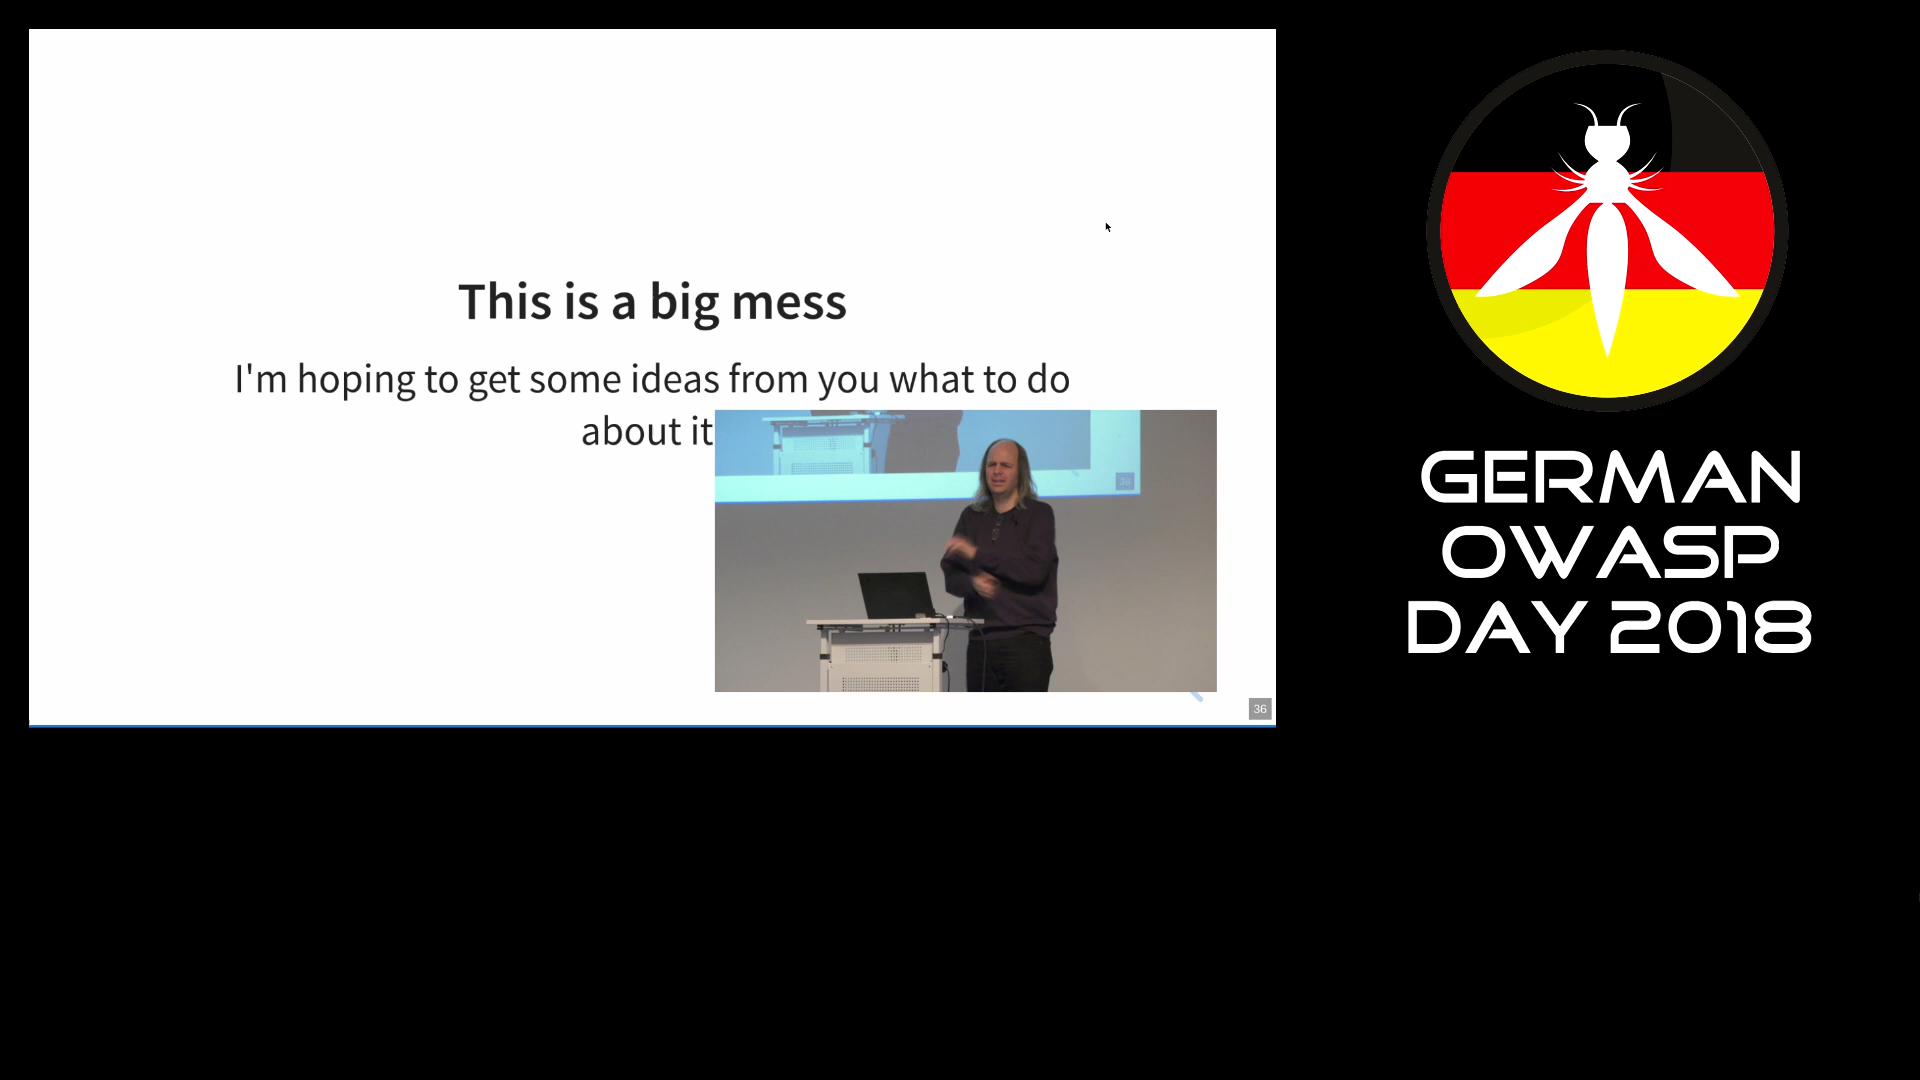 This is a big mess
I'm hoping to get some ideas from you what to do
about it
36
36
GERMAN
OWASP
DAY 2018